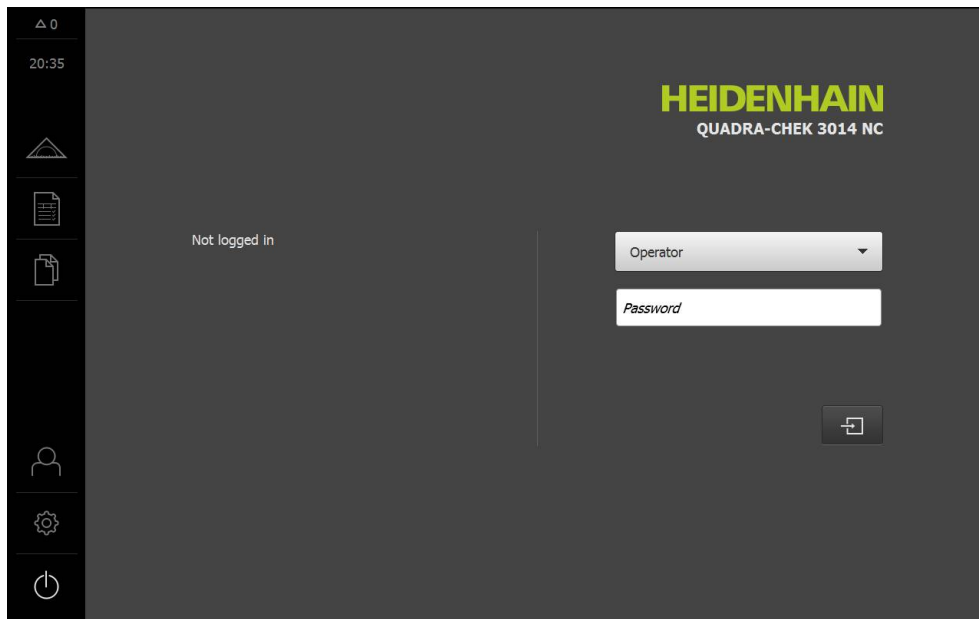 △ 0
20:35
HEIDENHAIN
QUADRA-CHEK 3014 NC
Not logged in
Operator
Password